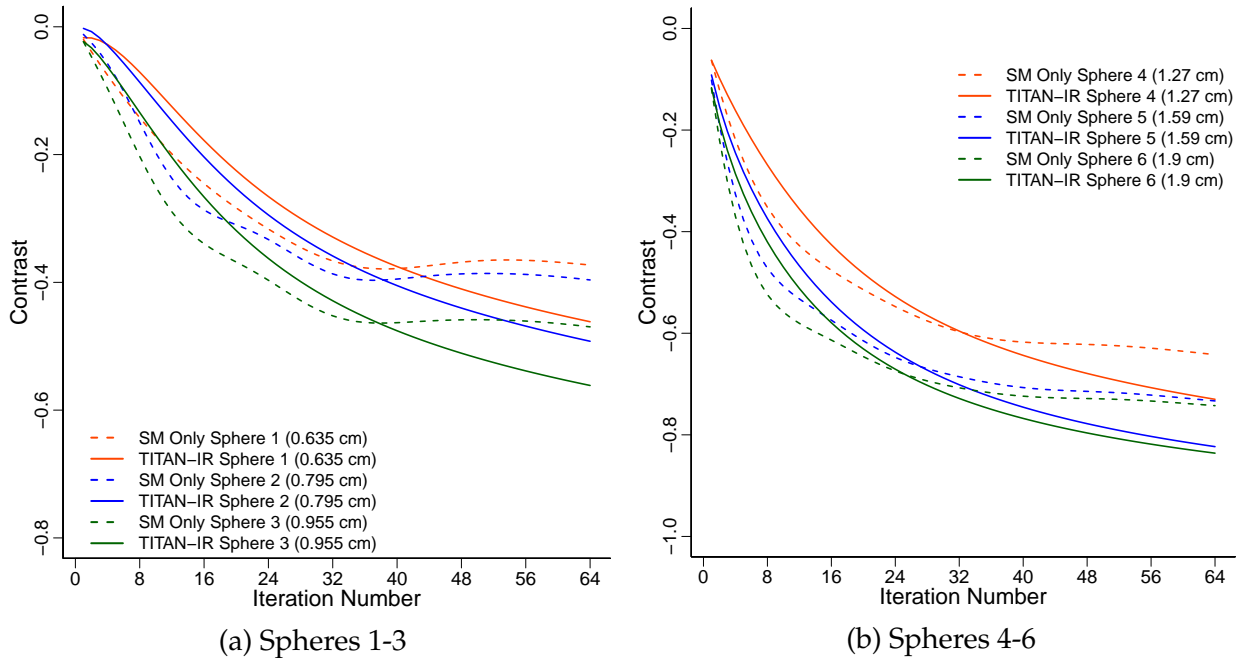 0.0
−0.2
−0.4
−0.6
−0.8
Contrast
SM Only Sphere 1 (0.635 cm)
TITAN−IR Sphere 1 (0.635 cm)
SM Only Sphere 2 (0.795 cm)
TITAN−IR Sphere 2 (0.795 cm)
SM Only Sphere 3 (0.955 cm)
TITAN−IR Sphere 3 (0.955 cm)
0 8 16 24 32 40 48 56 64
Iteration Number
(a) Spheres 1-3
0.0
−0.2
−0.4
−0.6
−0.8
−1.0
Contrast
SM Only Sphere 4 (1.27 cm)
TITAN−IR Sphere 4 (1.27 cm)
SM Only Sphere 5 (1.59 cm)
TITAN−IR Sphere 5 (1.59 cm)
SM Only Sphere 6 (1.9 cm)
TITAN−IR Sphere 6 (1.9 cm)
0 8 16 24 32 40 48 56 64
Iteration Number
(b) Spheres 4-6